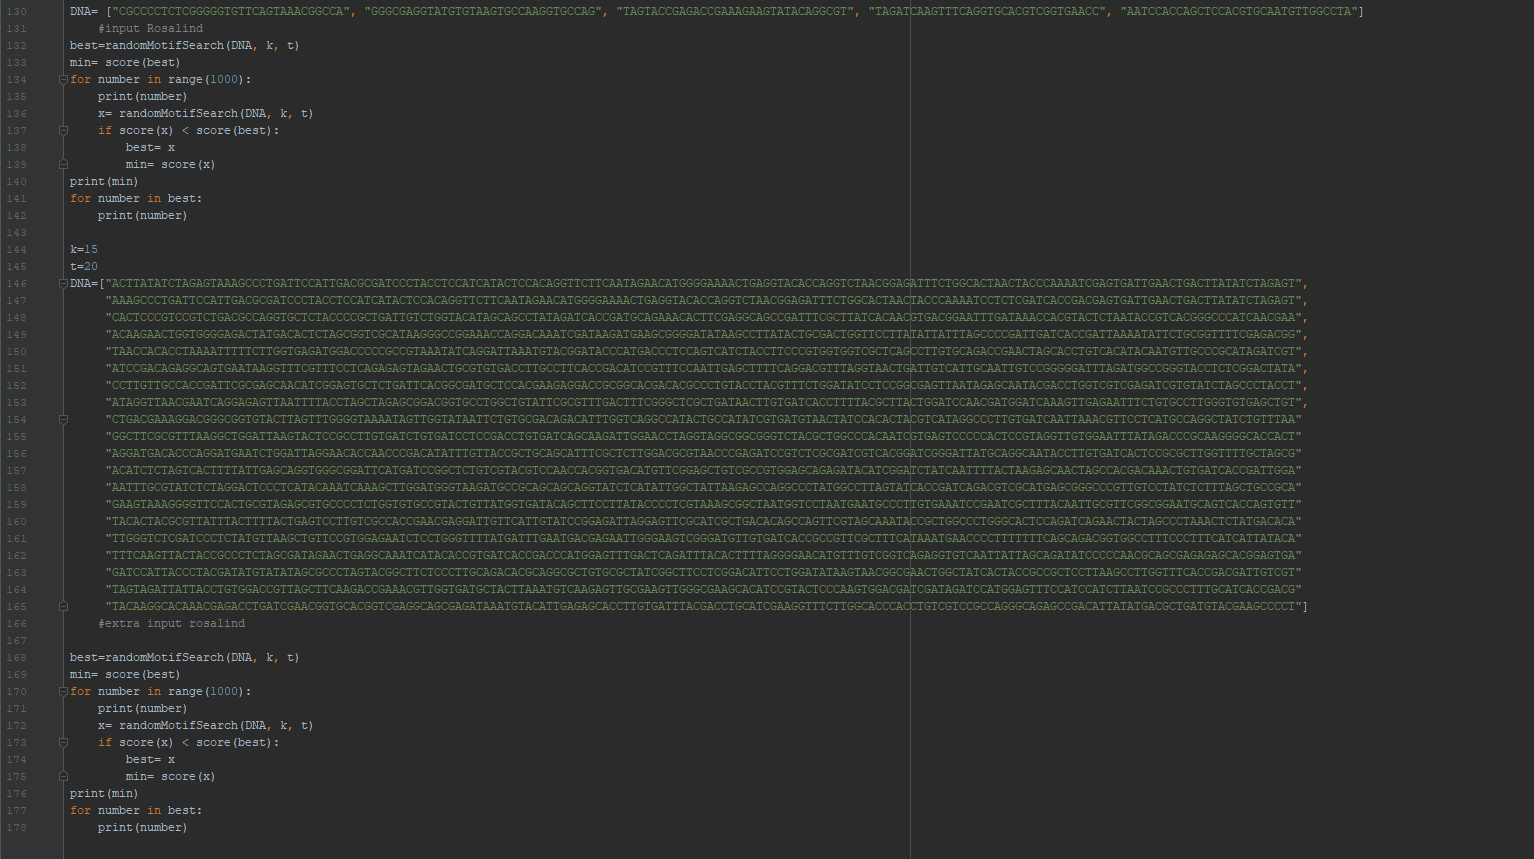 130 DNA= ["CGCCCCTCTCGGGGGTGTTCAGTAAACGGCCA", "GGGCGAGGTATGTGTAAGTGCCAAGGTGCCAG", "TAGTACCGAGACCGAAAGAAGTATACAGGCGT", "TAGATCAAGTTTCAGGTGCACGTCGGTGAACC", "AATCCACCAGCTCCACGTGCAATGTTGGCCTA"]
131 #input Rosalind
132 best=randomMotifSearch(DNA, k, t)
133 min= score(best)
134 for number in range(1000):
135 print(number)
136 x= randomMotifSearch(DNA, k, t)
137 if score(x) < score(best):
138 best= x
139 min= score(x)
140 print(min)
141 for number in best:
142 print(number)
143
144 k=15
145 t=20
146 DNA=["ACTTATATCTAGAGTAAAGCCCTGATTCCATTGACGCGATCCCTACCTCCATCATACTCCACAGGTTCTTCAATAGAACATGGGGAAAACTGAGGTACACCAGGTCTAACGGAGATTTCTGGCACTAACTACCCAAAATCGAGTGATTGAACTGACTTATATCTAGAGT",
147 "AAAGCCCTGATTCCATTGACGCGATCCCTACCTCCATCATACTCCACAGGTTCTTCAATAGAACATGGGGAAAACTGAGGTACACCAGGTCTAACGGAGATTTCTGGCACTAACTACCCAAAATCCTCTCGATCACCGACGAGTGATTGAACTGACTTATATCTAGAGT",
148 "CACTCCCGTCCGTCTGACGCCAGGTGCTCTACCCCGCTGATTGTCTGGTACATAGCAGCCTATAGATCACCGATGCAGAAACACTTCGAGGCAGCCGATTTCGCTTATCACAACGTGACGGAATTTGATAAACCACGTACTCTAATACCGTCACGGGCCCATCAACGAA",
149 "ACAAGAACTGGTGGGGAGACTATGACACTCTAGCGGTCGCATAAGGGCCGGAAACCAGGACAAATCGATAAGATGAAGCGGGGATATAAGCCTTATACTGCGACTGGTTCCTTATATTATTTAGCCCCGATTGATCACCGATTAAAATATTCTGCGGTTTTCGAGACGG",
150 "TAACCACACCTAAAATTTTTCTTGGTGAGATGGACCCCCGCCGTAAATATCAGGATTAAATGTACGGATACCCATGACCCTCCAGTCATCTACCTTCCCGTGGTGGTCGCTCAGCCTTGTGCAGACCGAACTAGCACCTGTCACATACAATGTTGCCCGCATAGATCGT",
151 "ATCCGACAGAGGCAGTGAATAAGGTTTCGTTTCCTCAGAGAGTAGAACTGCGTGTGACCTTGCCTTCACCGACATCCGTTTCCAATTGAGCTTTTCAGGACGTTTAGGTAACTGATTGTCATTGCAATTGTCCGGGGGATTTAGATGGCCGGGTACCTCTCGGACTATA",
152 "CCTTGTTGCCACCGATTCGCGAGCAACATCGGAGTGCTCTGATTCACGGCGATGCTCCACGAAGAGGACCGCGGCACGACACGCCCTGTACCTACGTTTCTGGATATCCTCCGGCGAGTTAATAGAGCAATACGACCTGGTCGTCGAGATCGTGTATCTAGCCCTACCT",
153 "ATAGGTTAACGAATCAGGAGAGTTAATTTTACCTAGCTAGAGCGGACGGTGCCTGGCTGTATTCGCGTTTGACTTTCGGGCTCGCTGATAACTTGTGATCACCTTTTACGCTTACTGGATCCAACGATGGATCAAAGTTGAGAATTTCTGTGCCTTGGGTGTGAGCTGT",
154 "CTGACGAAAGGACGGGCGGTGTACTTAGTTTGGGGTAAAATAGTTGGTATAATTCTGTGCGACAGACATTTGGTCAGGCCATACTGCCATATCGTGATGTAACTATCCACACTACGTCATAGGCCCTTGTGATCAATTAAACGTTCCTCATGCCAGGCTATCTGTTTAA"
155 "GGCTTCGCGTTTAAGGCTGGATTAAGTACTCCGCCTTGTGATCTGTGATCCTCCGACCTGTGATCAGCAAGATTGGAACCTAGGTAGGCGGCGGGTCTACGCTGGCCCACAATCGTGAGTCCCCCACTCCGTAGGTTGTGGAATTTATAGACCCGCAAGGGGCACCACT"
156 "AGGATGACACCCAGGATGAATCTGGATTAGGAACACCAACCCGACATATTTGTTACCGCTGCAGCATTTCGCTCTTGGACGCGTAACCCGAGATCCGTCTCGCGATCGTCACGGATCGGGATTATGCAGGCAATACCTTGTGATCACTCCGCGCTTGGTTTTGCTAGCG"
157 "ACATCTCTAGTCACTTTTATTGAGCAGGTGGGCGGATTCATGATCCGGCTCTGTCGTACGTCCAACCACGGTGACATGTTCGGAGCTGTCGCCGTGGAGCAGAGATACATCGGATCTATCAATTTTACTAAGAGCAACTAGCCACGACAAACTGTGATCACCGATTGGA"
158 "AATTTGCGTATCTCTAGGACTCCCTCATACAAATCAAAGCTTGGATGGGTAAGATGCCGCAGCAGCAGGTATCTCATATTGGCTATTAAGAGCCAGGCCCTATGGCCTTAGTATCACCGATCAGACGTCGCATGAGCGGGCCCGTTGTCCTATCTCTTTAGCTGCCGCA"
159 "GAAGTAAAGGGGTTCCACTGCGTAGAGCGTGCCCCTCTGGTGTGCCGTACTGTTATGGTGATACAGCTTCCTTATACCCCTCGTAAAGCGGCTAATGGTCCTAATGAATGCCCTTGTGAAATCCGAATCGCTTTACAATTGCGTTCGGCGGAATGCAGTCACCAGTGTT"
160 "TACACTACGCGTTATTTACTTTTACTGAGTCCTTGTCGCCACCGAACGAGGATTGTTCATTGTATCCGGAGATTAGGAGTTCGCATCGCTGACACAGCCAGTTCGTAGCAAATACCGCTGGCCCTGGGCACTCCAGATCAGAACTACTAGCCCTAAACTCTATGACACA"
161 "TTGGGTCTCGATCCCTCTATGTTAAGCTGTTCCGTGGAGAATCTCCTGGGTTTTATGATTTGAATGACGAGAATTGGGAAGTCGGGATGTTGTGATCACCGCCGTTCGCTTTCATAAATGAACCCCTTTTTTTCAGCAGACGGTGGCCTTTCCCTTTCATCATTATACA"
162 "TTTCAAGTTACTACCGCCCTCTAGCGATAGAACTGAGGCAAATCATACACCGTGATCACCGACCCATGGAGTTTGACTCAGATTTACACTTTTAGGGGAACATGTTTGTCGGTCAGAGGTGTCAATTATTAGCAGATATCCCCCAACGCAGCGAGAGAGCACGGAGTGA"
163 "GATCCATTACCCTACGATATGTATATAGCGCCCTAGTACGGCTTCTCCCTTGCAGACACGCAGGCGCTGTGCGCTATCGGCTTCCTCGGACATTCCTGGATATAAGTAACGGCGAACTGGCTATCACTACCGCCGCTCCTTAAGCCTTGGTTTCACCGACGATTGTCGT"
164 "TAGTAGATTATTACCTGTGGACCGTTAGCTTCAAGACCGAAACGTTGGTGATGCTACTTAAATGTCAAGAGTTGCGAAGTTGGGCGAAGCACATCCGTACTCCCAAGTGGACGATCGATAGATCCATGGAGTTTCCATCCATCTTAATCCGCCCTTTGCATCACCGACG"
165 "TACAAGGCACAAACGAGACCTGATCGAACGGTGCACGGTCGAGGCAGCGAGATAAATGTACATTGAGAGCACCTTGTGATTTACGACCTGCATCGAAGGTTTCTTGGCACCCACCTGTCGTCCGCCAGGGCAGAGCCGACATTATATGACGCTGATGTACGAAGCCCCT"]
166 #extra input rosalind
167
168 best=randomMotifSearch(DNA, k, t)
169 min= score(best)
170 for number in range(1000):
171 print(number)
172 x= randomMotifSearch(DNA, k, t)
173 if score(x) < score(best):
174 best= x
175 min= score(x)
176 print(min)
177 for number in best:
178 print(number)